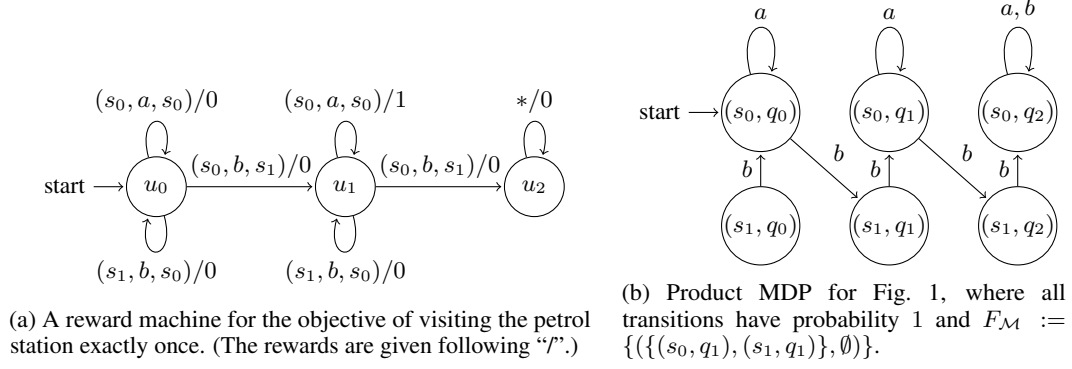 (s₀, a, s₀)/0
(s₀, a, s₀)/1
*/0
start
u₀
(s₀, b, s₁)/0
u₁
(s₀, b, s₁)/0
u₂
(s₁, b, s₀)/0
(s₁, b, s₀)/0
(a) A reward machine for the objective of visiting the petrol
station exactly once. (The rewards are given following “/”.)
a
a
a, b
start
(s₀, q₀)
(s₀, q₁)
(s₀, q₂)
b
b
b
b
b
(s₁, q₀)
(s₁, q₁)
(s₁, q₂)
(b) Product MDP for Fig. 1, where all
transitions have probability 1 and F_ℳ :=
{({(s₀, q₁), (s₁, q₁)}, ∅)}.